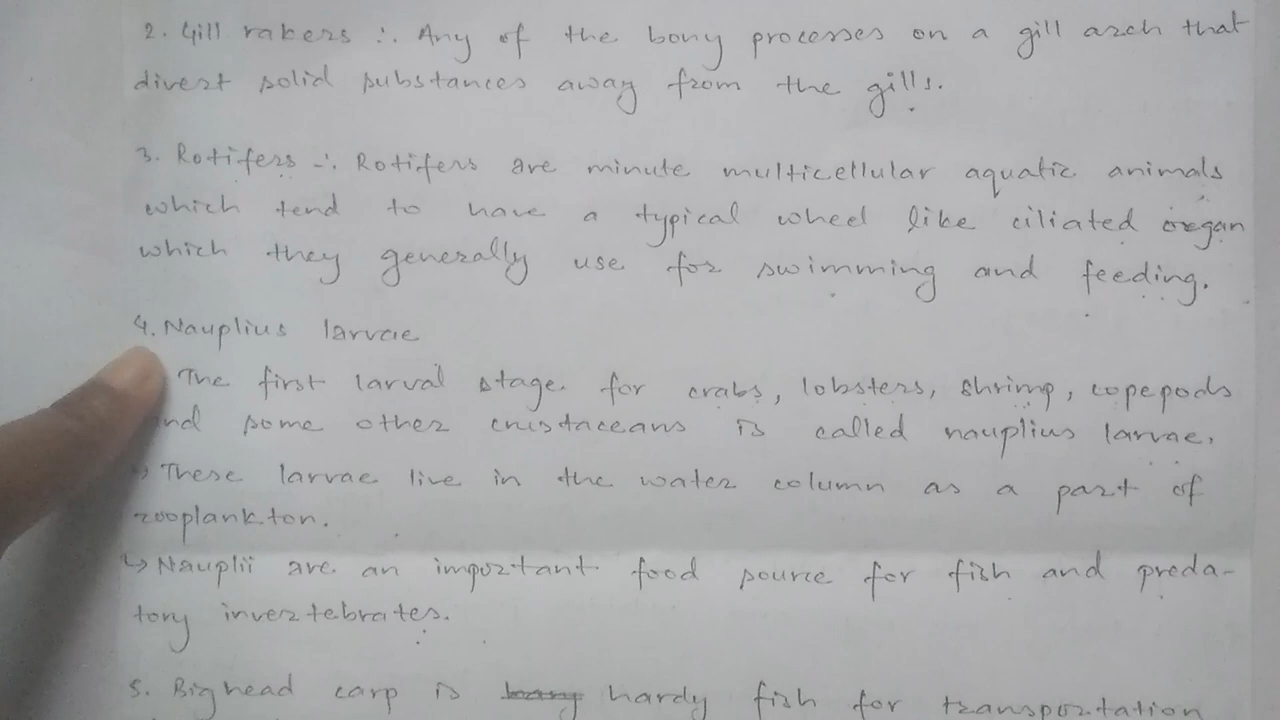 2. Gill rakers :. Any of the bony processes on a gill arch that
divert solid substances away from the gills.
3. Rotifers -:. Rotifers are minute multicellular aquatic animals
which tend to have a typical wheel like ciliated organ
which they generally use for swimming and feeding.
4. Nauplius larvae
The first larval stage for crabs, lobsters, shrimp, copepods
and some other crustaceans is called nauplius larvae.
↳ These larvae live in the water column as a part of
zooplankton.
↳ Nauplii are an important food source for fish and preda-
tory invertebrates.
5. Bighead carp is hardy fish for transportation